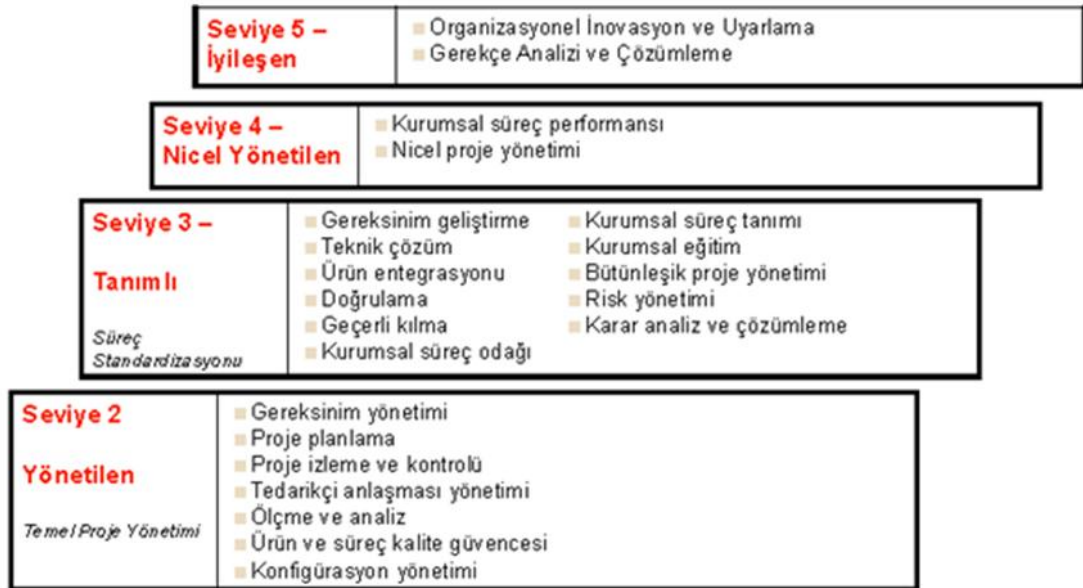 Seviye 5 –
İyileşen
Organizasyonel İnovasyon ve Uyarlama
Gerekçe Analizi ve Çözümleme
Seviye 4 –
Nicel Yönetilen
Kurumsal süreç performansı
Nicel proje yönetimi
Seviye 3 –
Tanımlı
Süreç
Standardizasyonu
Gereksinim geliştirme
Teknik çözüm
Ürün entegrasyonu
Doğrulama
Geçerli kılma
Kurumsal süreç odağı
Kurumsal süreç tanımı
Kurumsal eğitim
Bütünleşik proje yönetimi
Risk yönetimi
Karar analiz ve çözümleme
Seviye 2
Yönetilen
Temel Proje Yönetimi
Gereksinim yönetimi
Proje planlama
Proje izleme ve kontrolü
Tedarikçi anlaşması yönetimi
Ölçme ve analiz
Ürün ve süreç kalite güvencesi
Konfigürasyon yönetimi